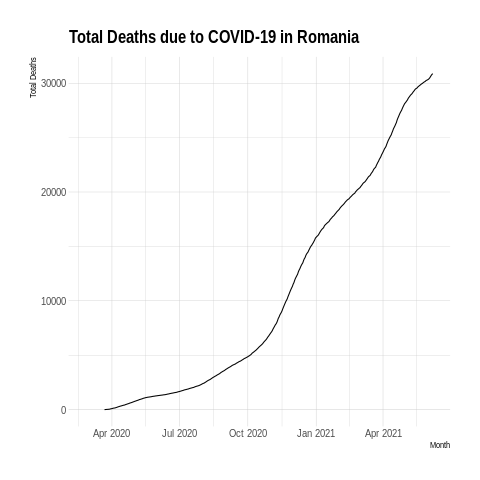 Total Deaths due to COVID-19 in Romania
Total Deaths
30000
20000
10000
0
Apr 2020 Jul 2020 Oct 2020 Jan 2021 Apr 2021
Month